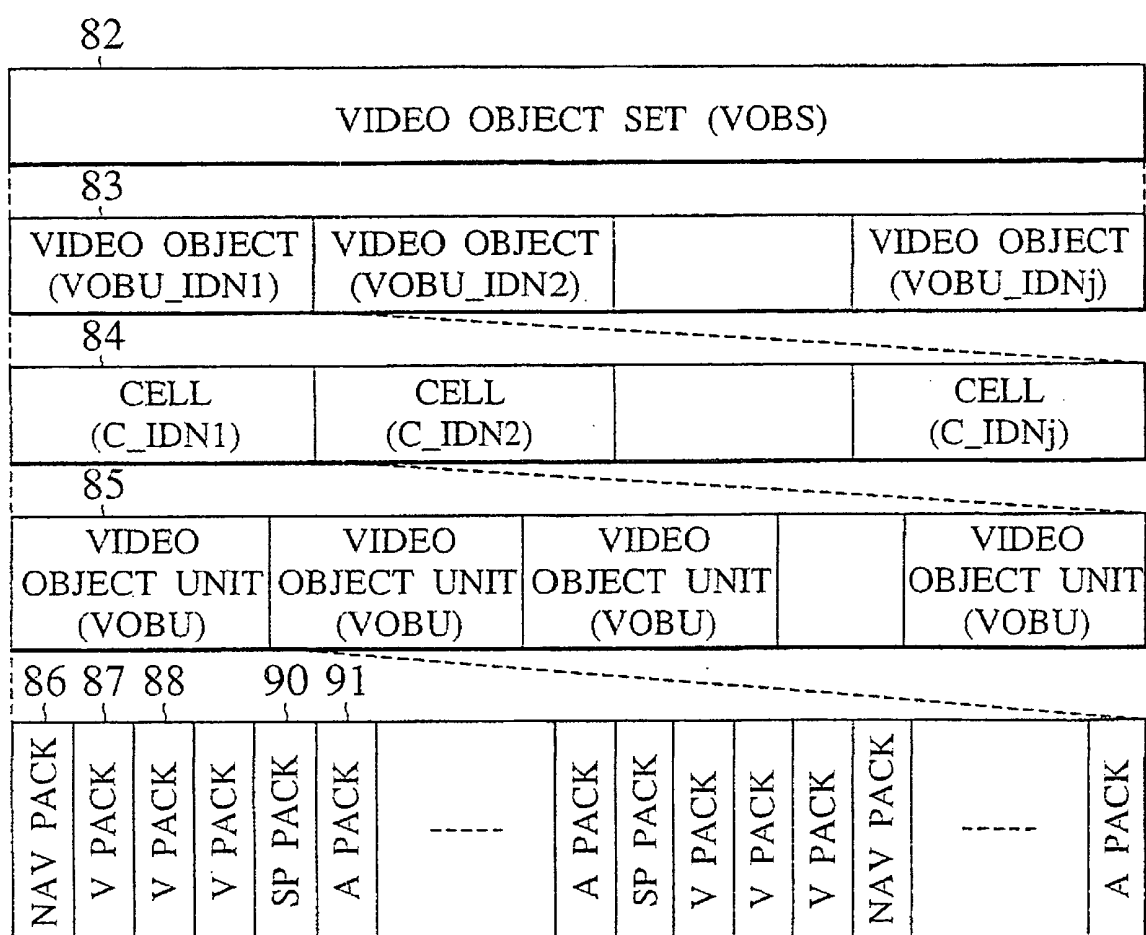 82
VIDEO OBJECT SET (VOBS)
83
VIDEO OBJECT
(VOBU_IDN1)
VIDEO OBJECT
(VOBU_IDN2)
VIDEO OBJECT
(VOBU_IDNj)
84
CELL
(C_IDN1)
CELL
(C_IDN2)
CELL
(C_IDNj)
85
VIDEO
OBJECT UNIT
(VOBU)
VIDEO
OBJECT UNIT
(VOBU)
VIDEO
OBJECT UNIT
(VOBU)
VIDEO
OBJECT UNIT
(VOBU)
86 87 88 90 91
NAV PACK
V PACK
V PACK
V PACK
SP PACK
A PACK
A PACK
SP PACK
V PACK
V PACK
V PACK
NAV PACK
A PACK